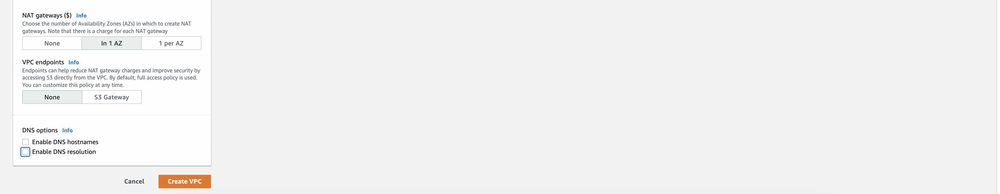 NAT gateways ($) Info
Choose the number of Availability Zones (AZs) in which to create NAT
gateways. Note that there is a charge for each NAT gateway
None In 1 AZ 1 per AZ
VPC endpoints Info
Endpoints can help reduce NAT gateway charges and improve security by
accessing S3 directly from the VPC. By default, full access policy is used.
You can customize this policy at any time.
None S3 Gateway
DNS options Info
Enable DNS hostnames
Enable DNS resolution
Cancel Create VPC